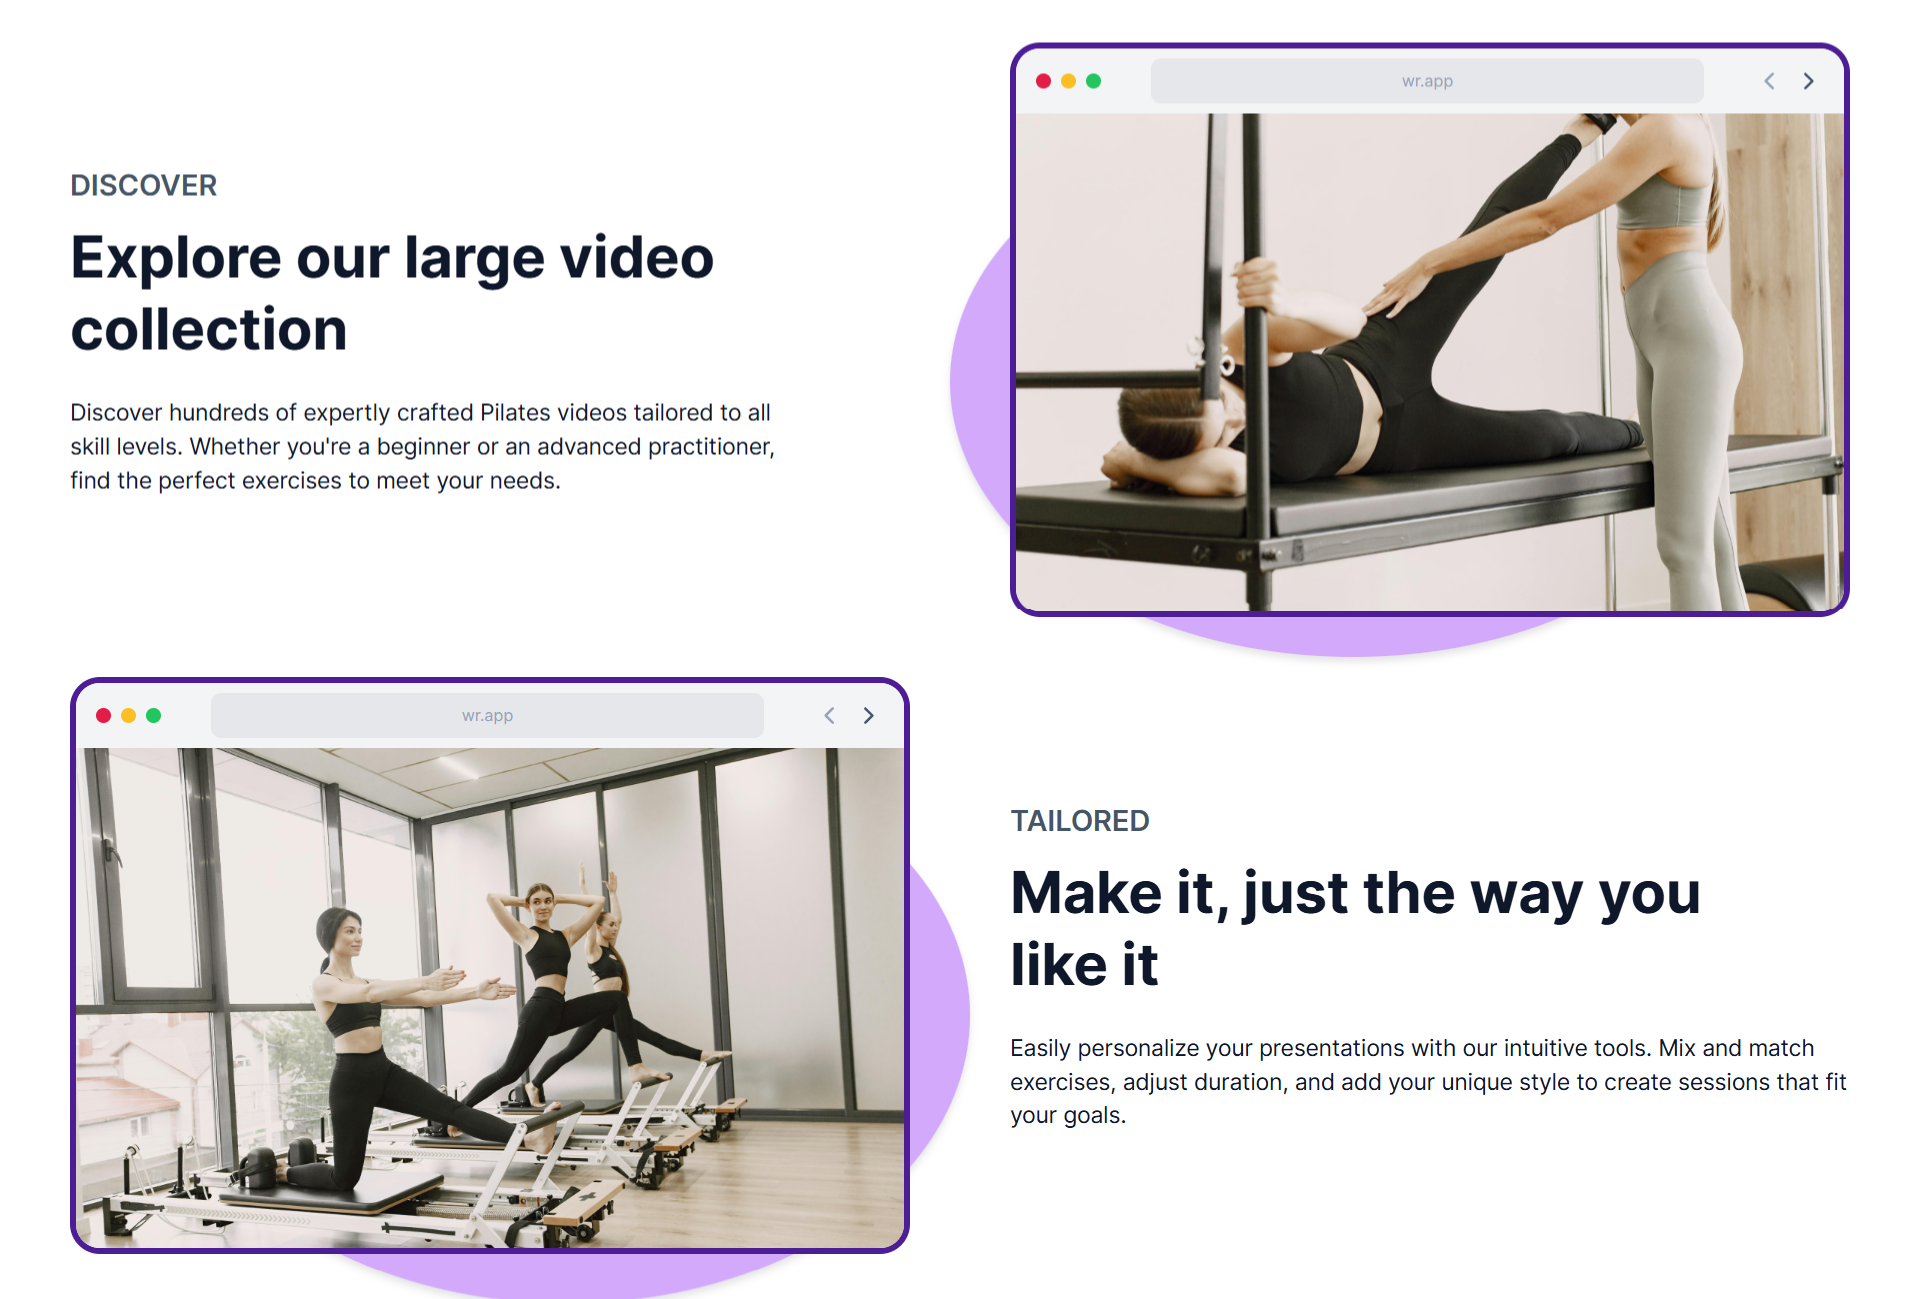 wr.app
DISCOVER
Explore our large video
collection
Discover hundreds of expertly crafted Pilates videos tailored to all
skill levels. Whether you're a beginner or an advanced practitioner,
find the perfect exercises to meet your needs.
wr.app
TAILORED
Make it, just the way you
like it
Easily personalize your presentations with our intuitive tools. Mix and match
exercises, adjust duration, and add your unique style to create sessions that fit
your goals.